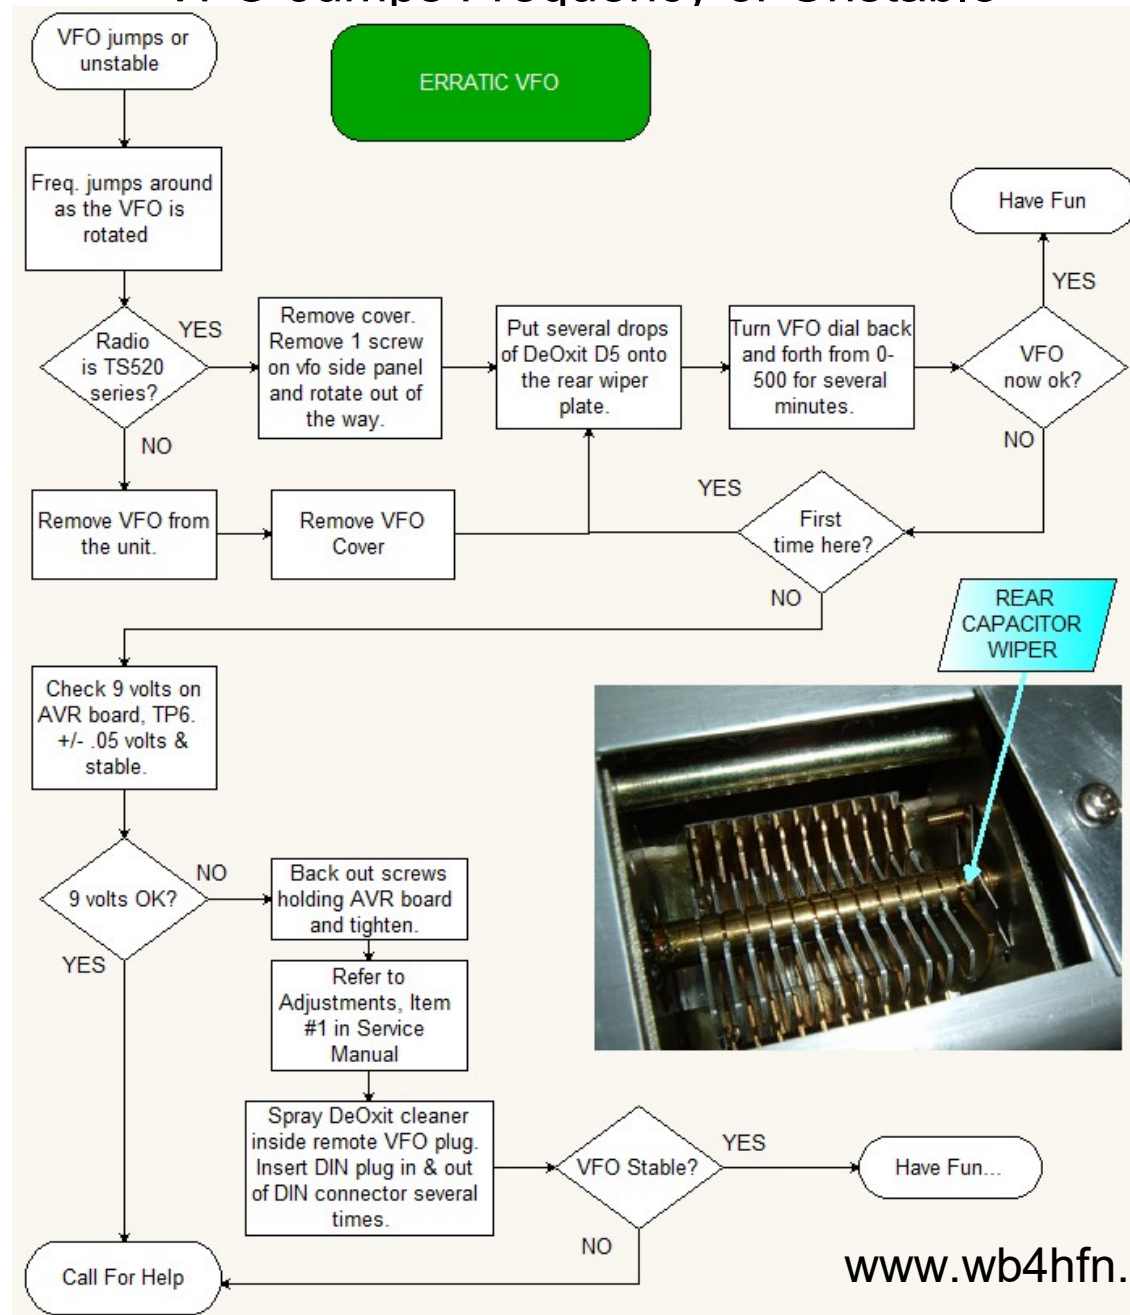 VFO Jumps Frequency or Unstable
VFO jumps or
unstable
ERRATIC VFO
Freq. jumps around
as the VFO is
rotated
Have Fun
YES
Radio
is TS520
series?
YES
Remove cover.
Remove 1 screw
on vfo side panel
and rotate out of
the way.
Put several drops
of DeOxit D5 onto
the rear wiper
plate.
Turn VFO dial back
and forth from 0-
500 for several
minutes.
VFO
now ok?
NO
NO
Remove VFO from
the unit.
Remove VFO
Cover
YES
First
time here?
NO
REAR
CAPACITOR
WIPER
Check 9 volts on
AVR board, TP6.
+/- .05 volts &
stable.
9 volts OK?
NO
YES
Back out screws
holding AVR board
and tighten.
Refer to
Adjustments, Item
#1 in Service
Manual
Spray DeOxit cleaner
inside remote VFO plug.
Insert DIN plug in & out
of DIN connector several
times.
VFO Stable?
YES
Have Fun...
NO
Call For Help
www.wb4hfn.